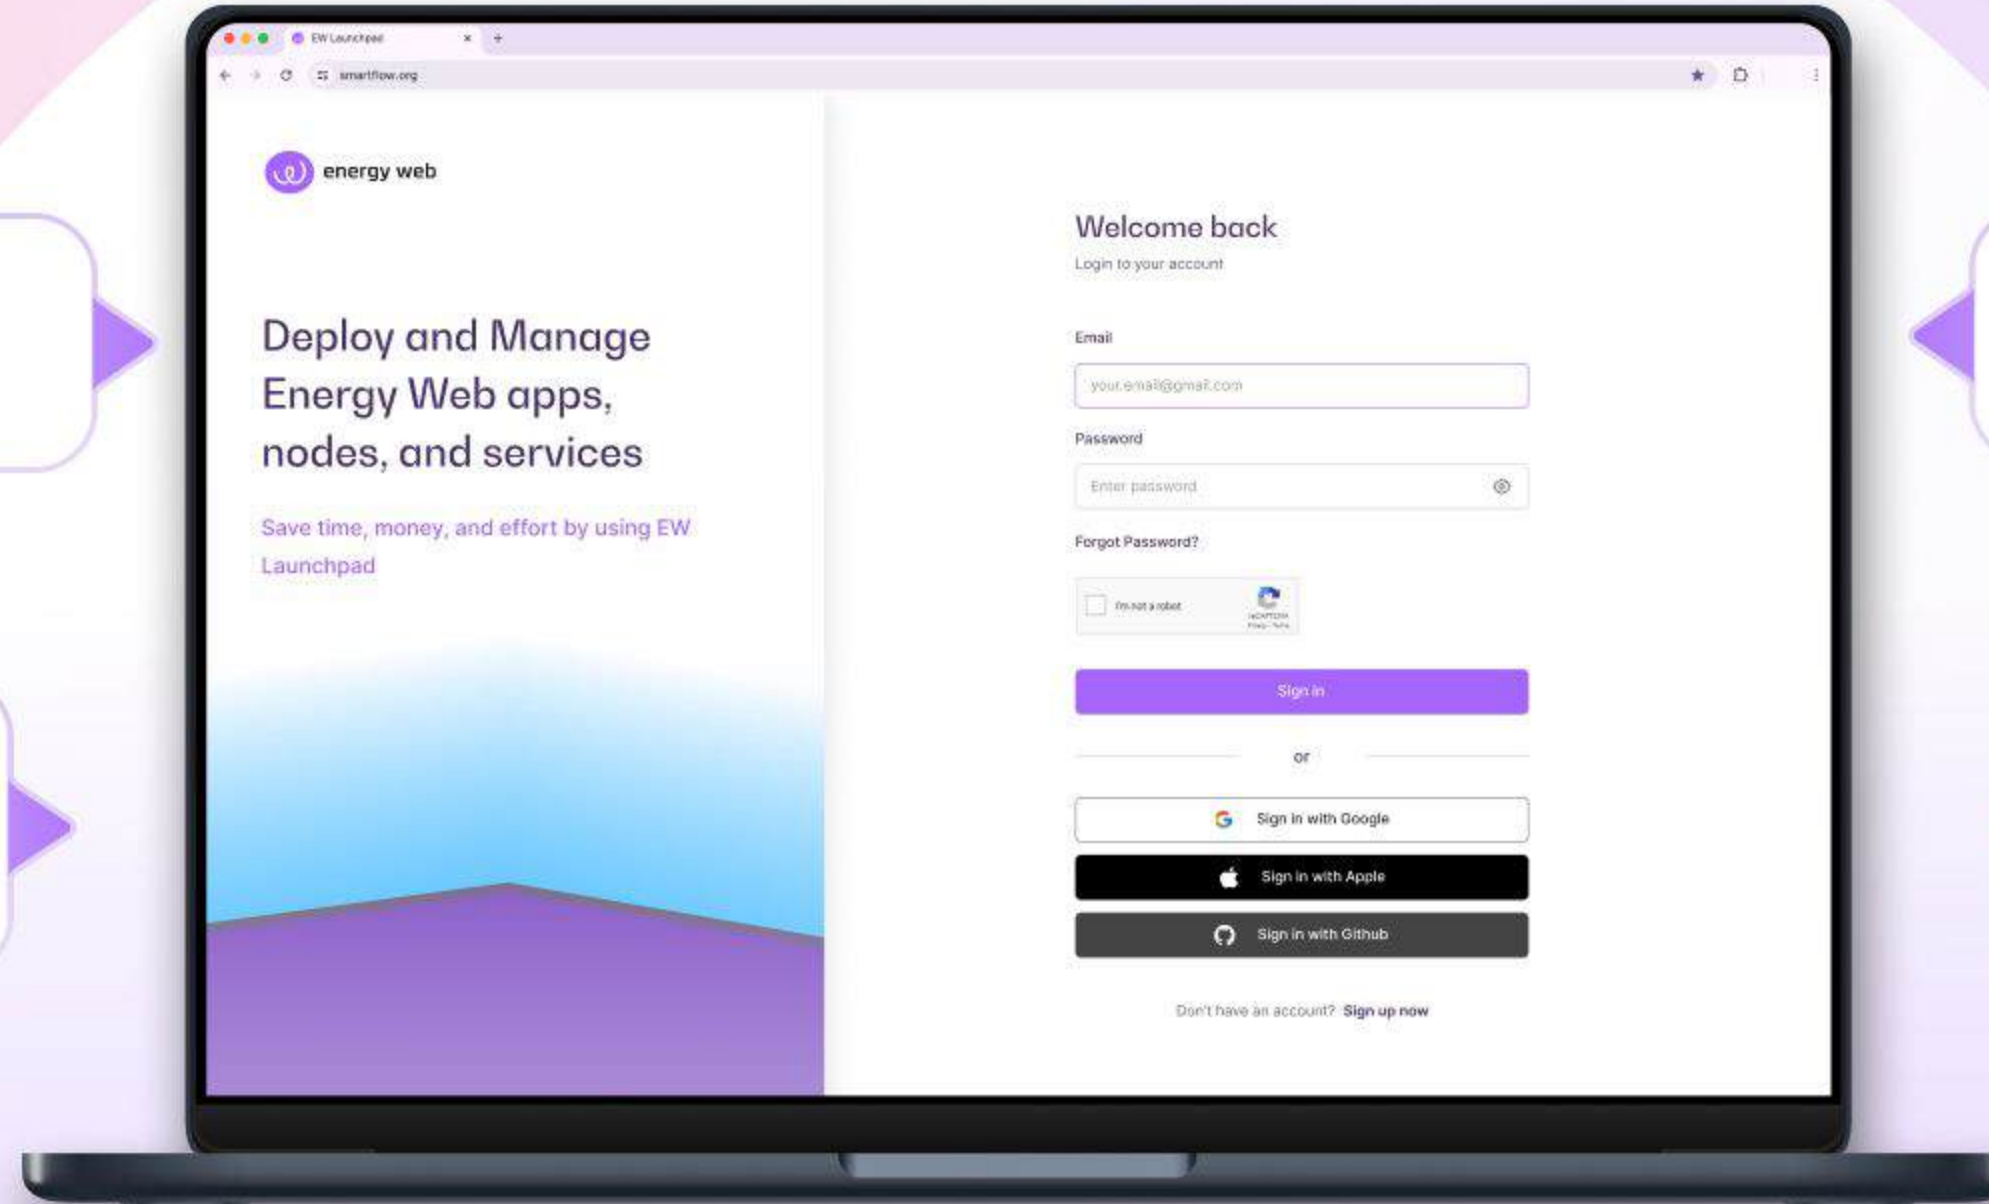 EW Launchpad
smartflow.org
energy web
Deploy and Manage
Energy Web apps,
nodes, and services
Save time, money, and effort by using EW
Launchpad
Welcome back
Login to your account
Email
your.email@gmail.com
Password
Enter password
Forgot Password?
I'm not a robot
reCAPTCHA
Privacy - Terms
Sign in
or
Sign in with Google
Sign in with Apple
Sign in with Github
Don't have an account? Sign up now